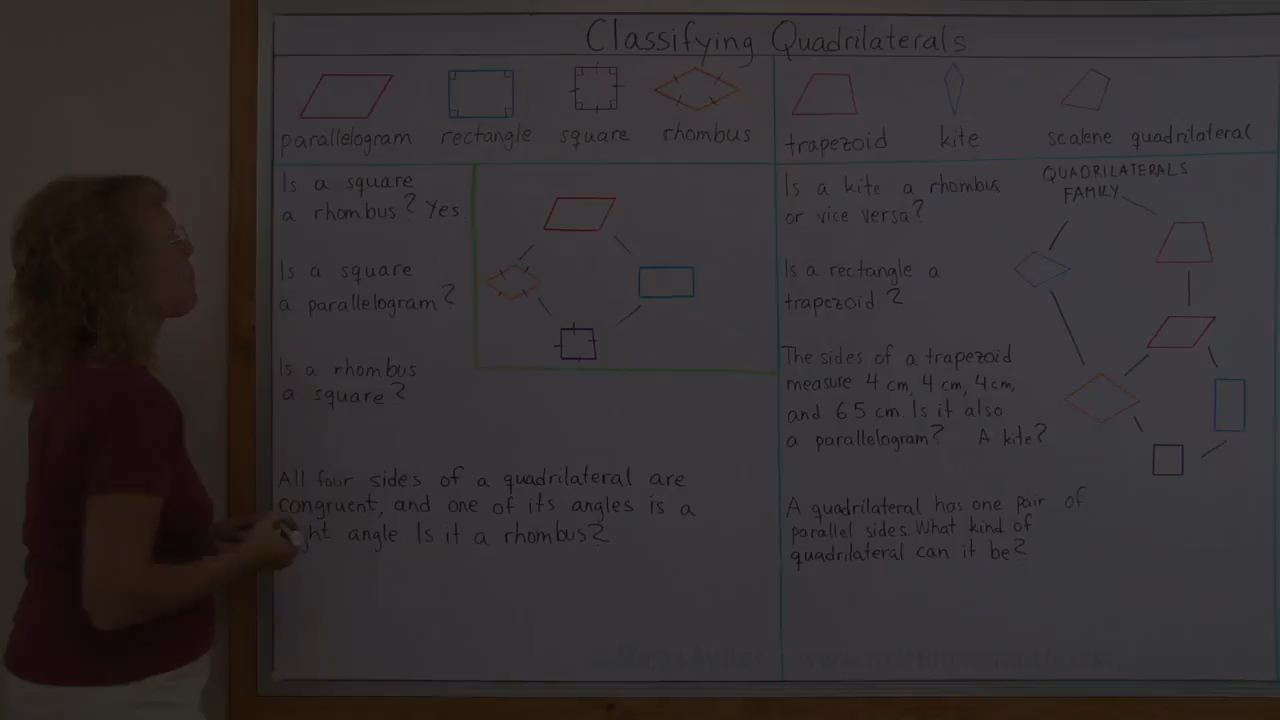 Classifying Quadrilaterals
parallelogram rectangle square rhombus
trapezoid kite scalene quadrilateral
Is a square
a rhombus? Yes
Is a square
a parallelogram?
Is a rhombus
a square?
All four sides of a quadrilateral are
congruent, and one of its angles is a
angle Is it a rhombus?
Is a kite a rhombus
or vice versa?
Is a rectangle a
trapezoid?
The sides of a trapezoid
measure 4 cm, 4 cm, 4cm,
and 6.5 cm. Is it also
a parallelogram? A kite?
A quadrilateral has one pair of
parallel sides. What kind of
quadrilateral can it be?
QUADRILATERALS
FAMILY